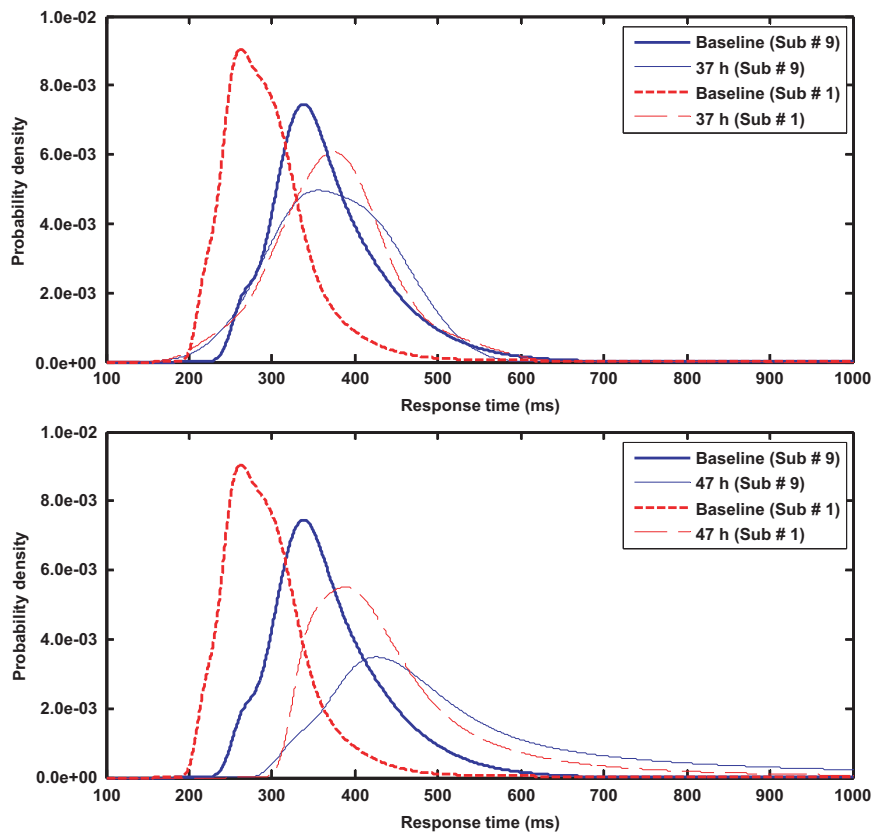 1.0e-02
8.0e-03
6.0e-03
4.0e-03
2.0e-03
0.0e+00
Probability density
100 200 300 400 500 600 700 800 900 1000
Response time (ms)
Baseline (Sub # 9)
37 h (Sub # 9)
Baseline (Sub # 1)
37 h (Sub # 1)
1.0e-02
8.0e-03
6.0e-03
4.0e-03
2.0e-03
0.0e+00
Probability density
100 200 300 400 500 600 700 800 900 1000
Response time (ms)
Baseline (Sub # 9)
47 h (Sub # 9)
Baseline (Sub # 1)
47 h (Sub # 1)